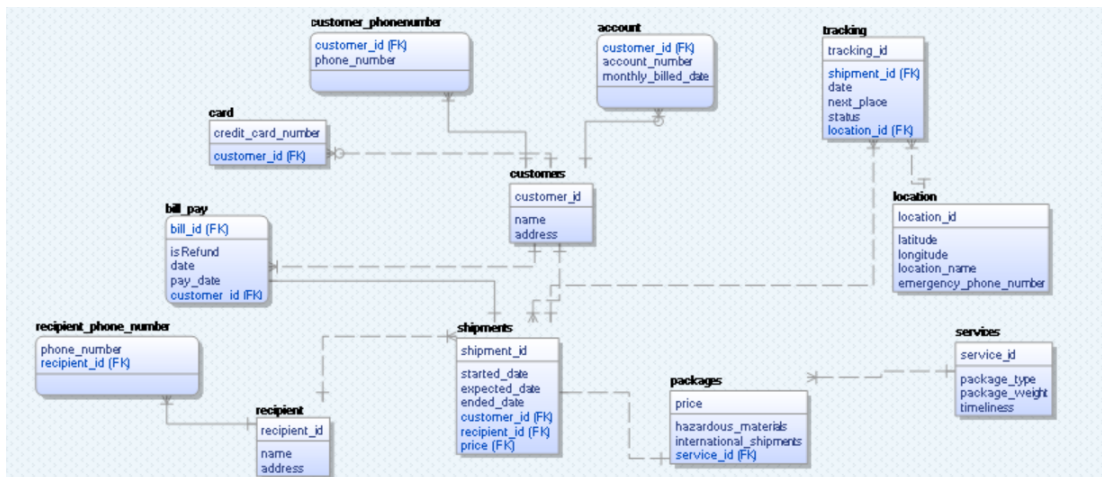 customer_phonenumber
customer_id (FK)
phone_number
account
customer_id (FK)
account_number
monthly_billed_date
tracking
tracking_id
shipment_id (FK)
date
next_place
status
location_id (FK)
card
credit_card_number
customer_id (FK)
customers
customer_id
name
address
location
location_id
latitude
longitude
location_name
emergency_phone_number
bill_pay
bill_id (FK)
isRefund
date
pay_date
customer_id (FK)
recipient_phone_number
phone_number
recipient_id (FK)
shipments
shipment_id
started_date
expected_date
ended_date
customer_id (FK)
recipient_id (FK)
price (FK)
services
service_id
package_type
package_weight
timeliness
packages
price
hazardous_materials
international_shipments
service_id (FK)
recipient
recipient_id
name
address